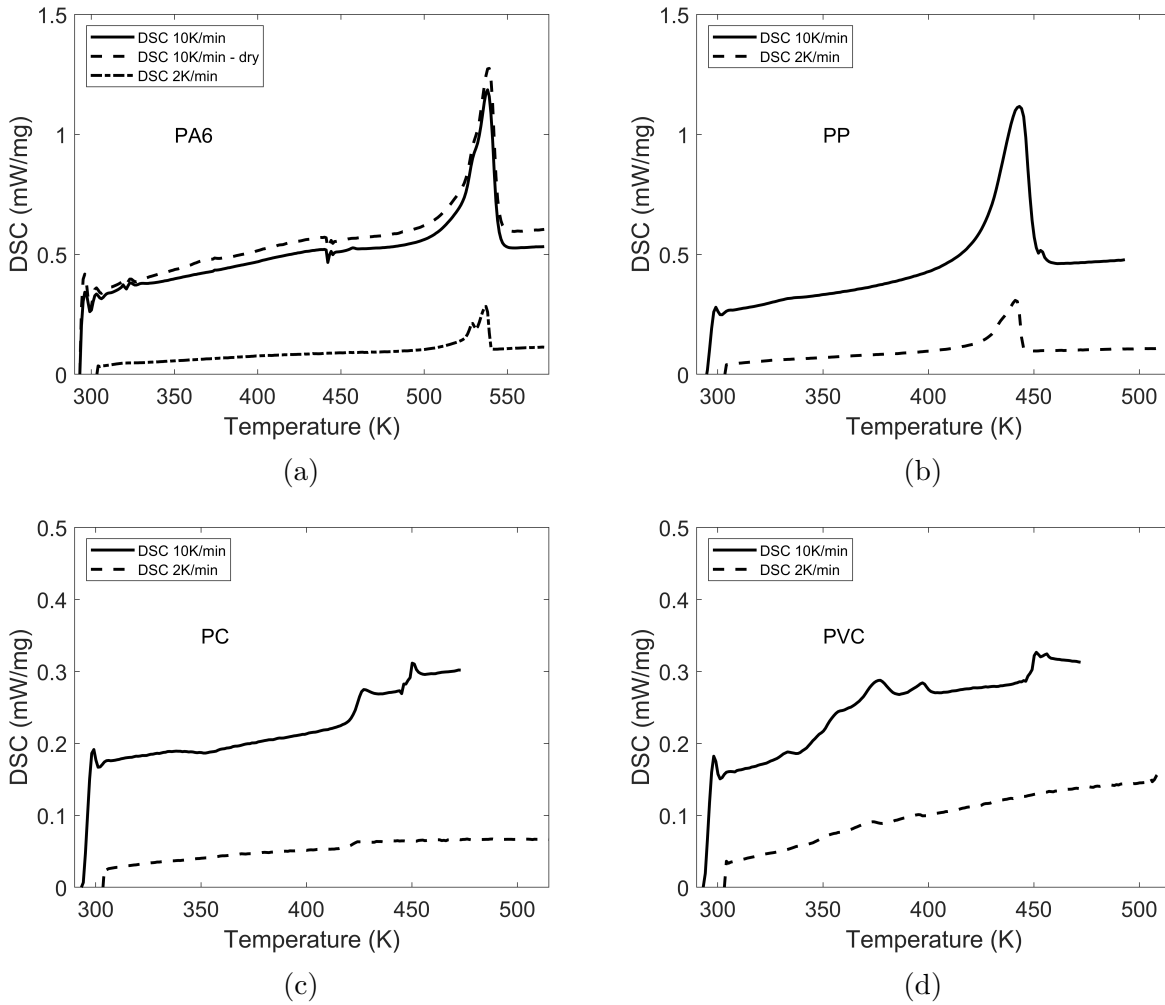 1.5
DSC 10K/min
DSC 10K/min - dry
DSC 2K/min
PA6
1
0.5
0
DSC (mW/mg)
300 350 400 450 500 550
Temperature (K)
(a)
1.5
DSC 10K/min
DSC 2K/min
PP
1
0.5
0
DSC (mW/mg)
300 350 400 450 500
Temperature (K)
(b)
0.5
DSC 10K/min
DSC 2K/min
0.4
PC
0.3
0.2
0.1
0
DSC (mW/mg)
300 350 400 450 500
Temperature (K)
(c)
0.5
DSC 10K/min
DSC 2K/min
0.4
PVC
0.3
0.2
0.1
0
DSC (mW/mg)
300 350 400 450 500
Temperature (K)
(d)